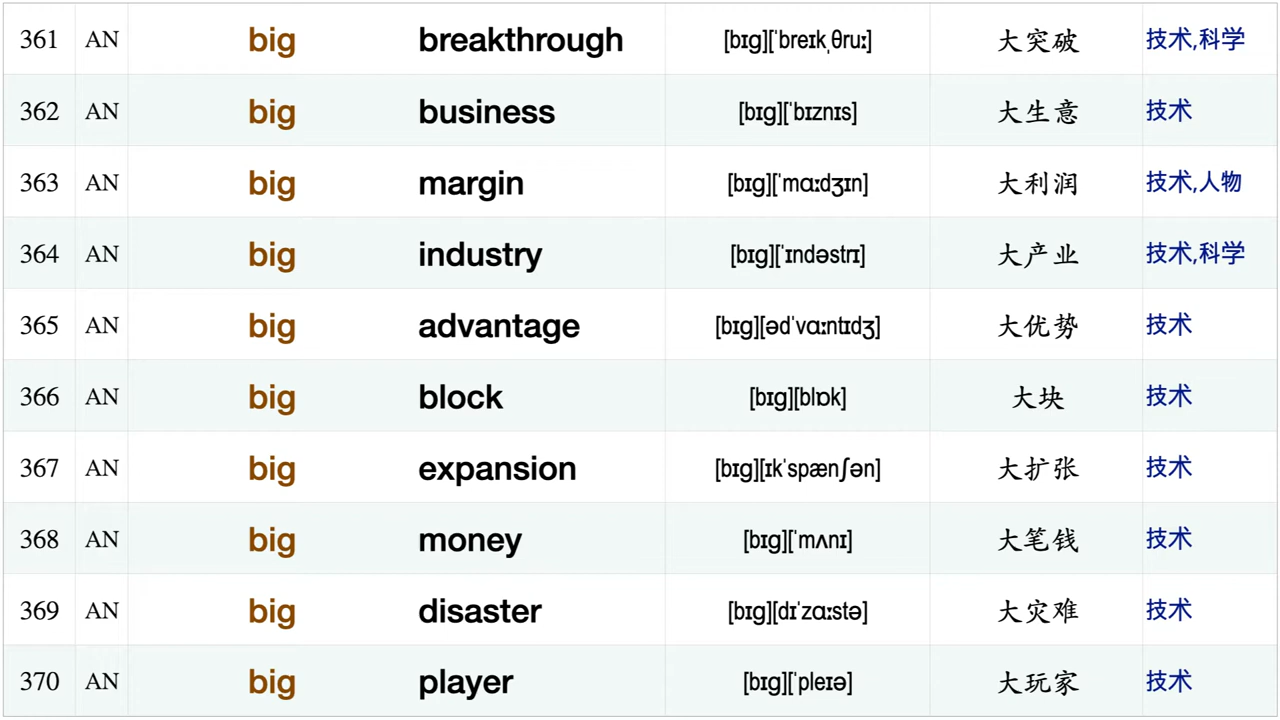 361 AN big breakthrough [bɪg][ˈbreɪkˌθruː] 大突破 技术,科学
362 AN big business [bɪg][ˈbɪznɪs] 大生意 技术
363 AN big margin [bɪg][ˈmɑːdʒɪn] 大利润 技术,人物
364 AN big industry [bɪg][ˈɪndəstrɪ] 大产业 技术,科学
365 AN big advantage [bɪg][ədˈvɑːntɪdʒ] 大优势 技术
366 AN big block [bɪg][blɒk] 大块 技术
367 AN big expansion [bɪg][ɪkˈspænʃən] 大扩张 技术
368 AN big money [bɪg][ˈmʌnɪ] 大笔钱 技术
369 AN big disaster [bɪg][dɪˈzɑːstə] 大灾难 技术
370 AN big player [bɪg][ˈpleɪə] 大玩家 技术